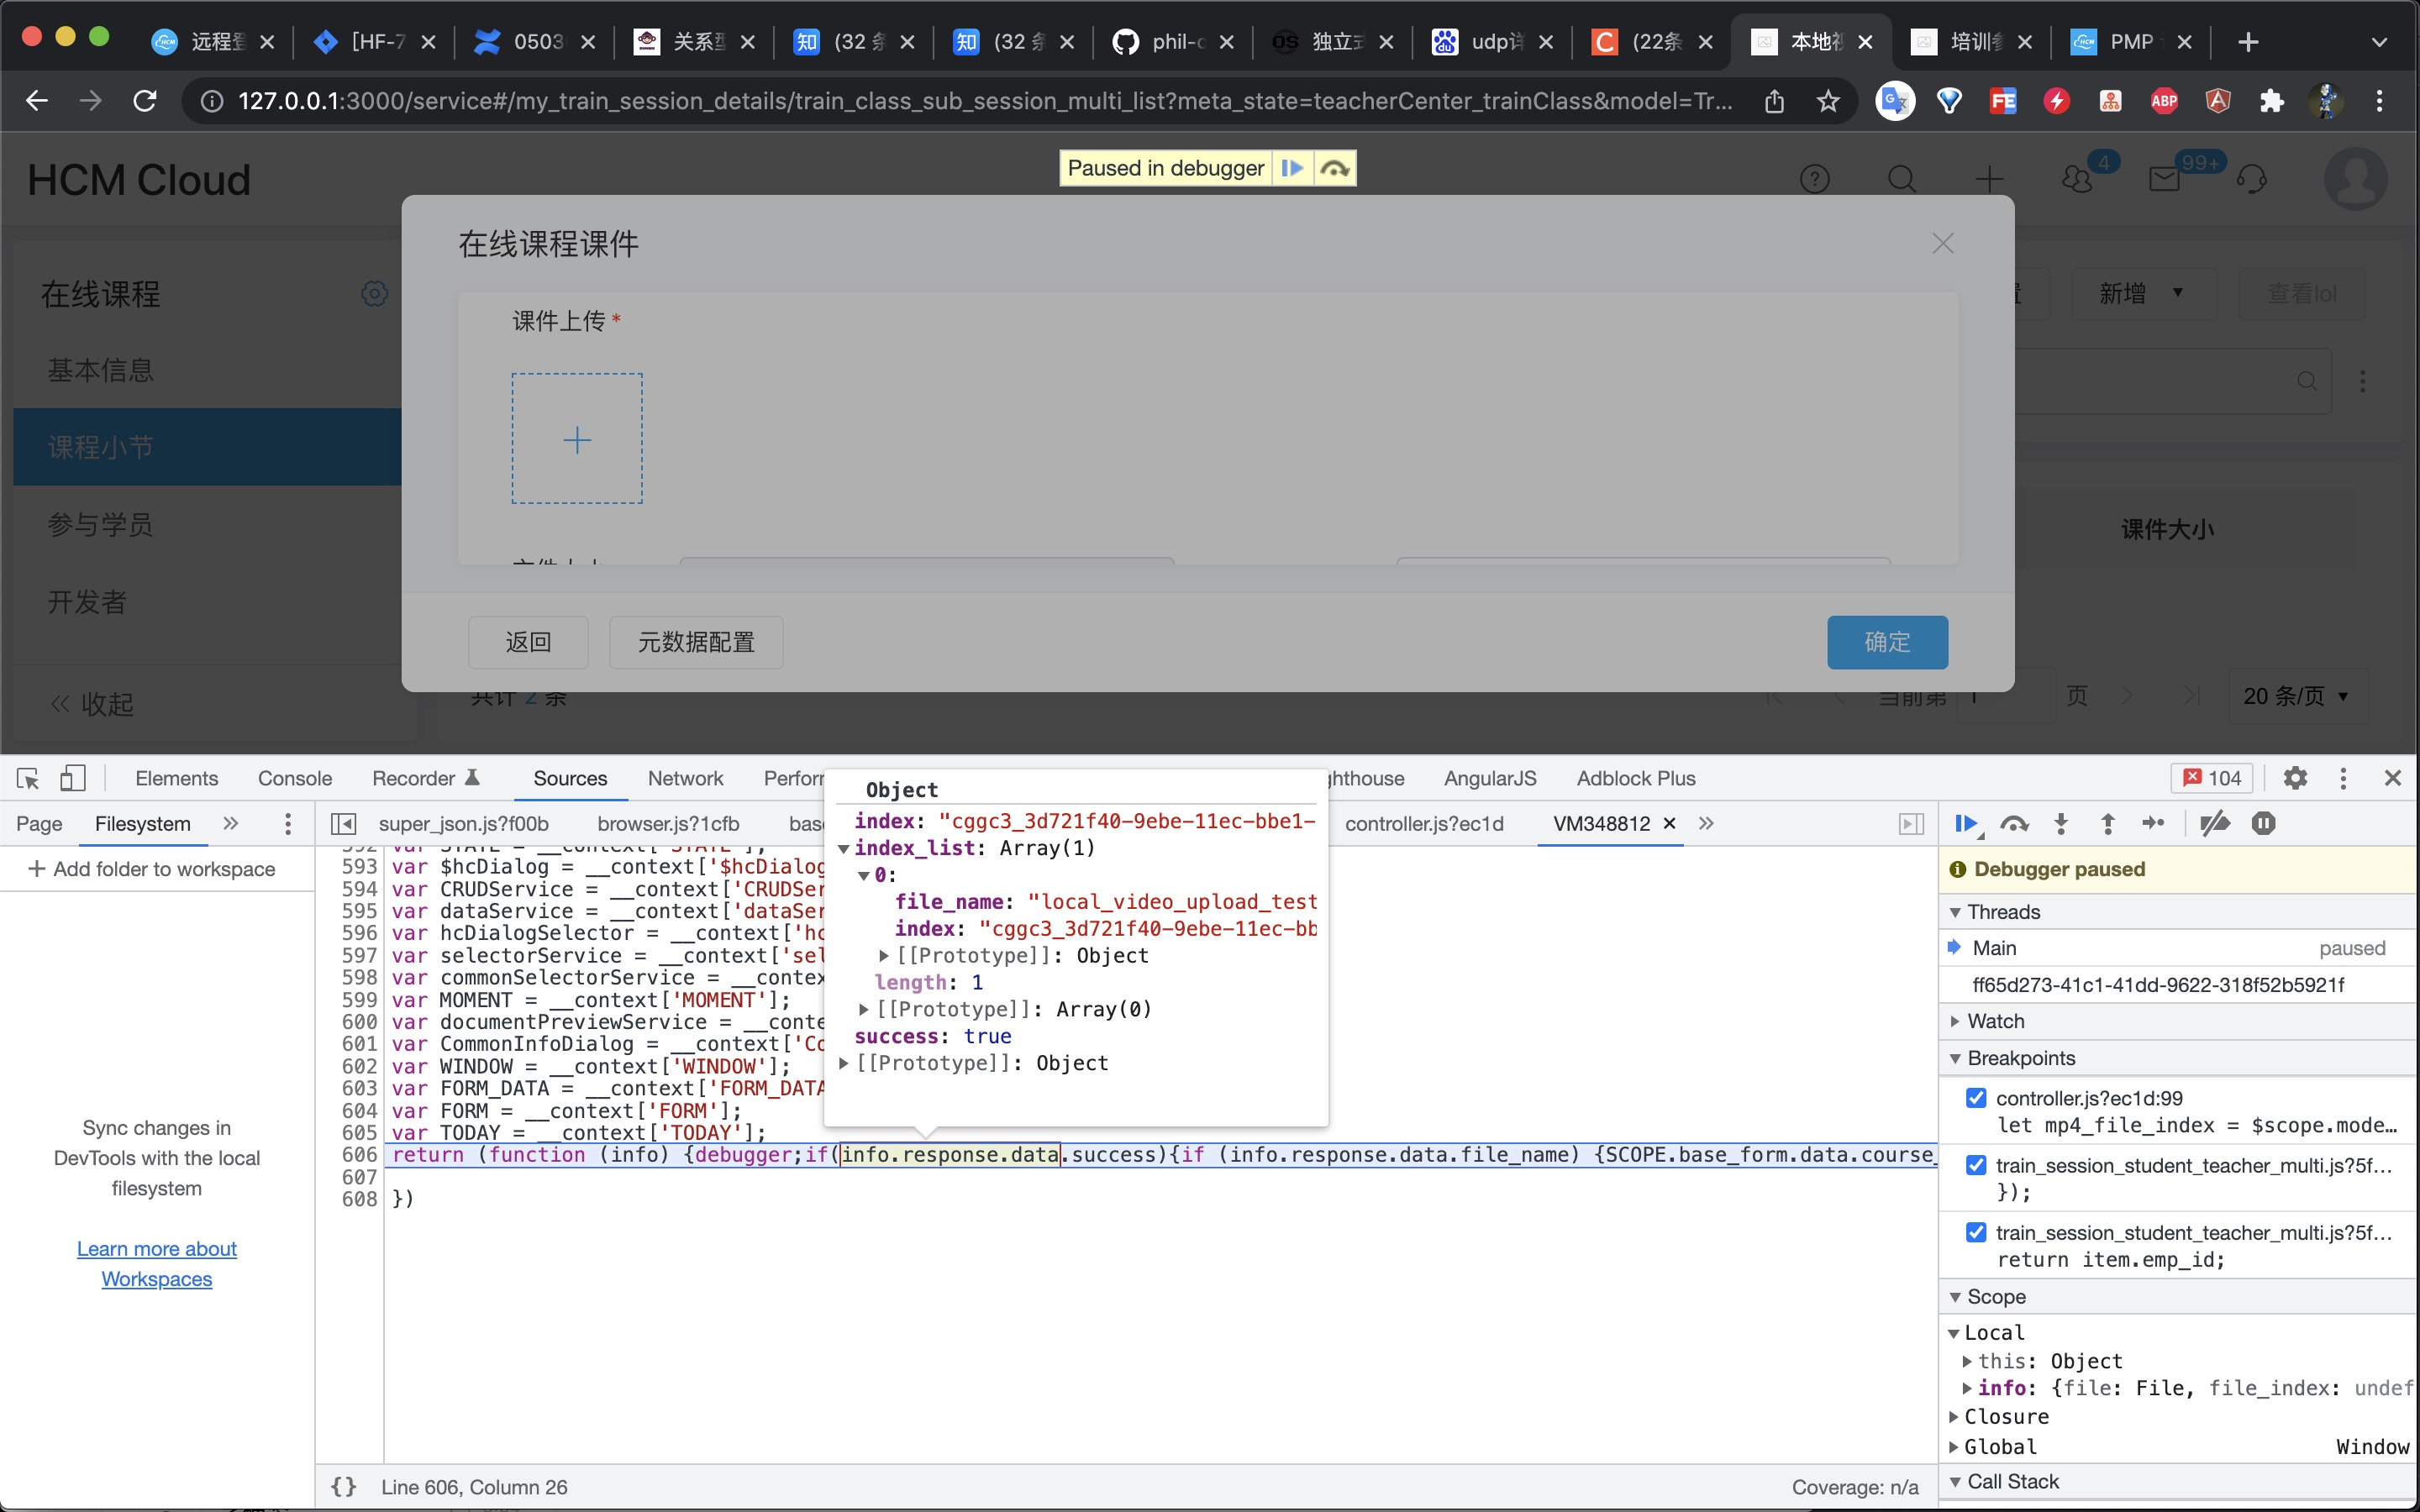 远程登
[HF-7
0503
关系型
(32 条
(32 条
phil-c
独立式
udp详
(22条
本地视
培训参
PMP
127.0.0.1:3000/service#/my_train_session_details/train_class_sub_session_multi_list?meta_state=teacherCenter_trainClass&model=Tr...
FE
ABP
HCM Cloud
Paused in debugger
4
99+
在线课程课件
在线课程
新增
查看lol
课件上传 *
基本信息
课程小节
参与学员
课件大小
开发者
返回
元数据配置
确定
收起
共计 2 条
当前第 1 页
20 条/页
Elements
Console
Recorder
Sources
Network
Perfor
ghthouse
AngularJS
Adblock Plus
104
Page
Filesystem
super_json.js?f00b
browser.js?1cfb
bas
controller.js?ec1d
VM348812
Add folder to workspace
Sync changes in
DevTools with the local
filesystem
Learn more about
Workspaces
592 var STATE = __context['STATE'];
593 var $hcDialog = __context['$hcDialog
594 var CRUDService = __context['CRUDSer
595 var dataService = __context['dataSer
596 var hcDialogSelector = __context['hc
597 var selectorService = __context['sel
598 var commonSelectorService = __contex
599 var MOMENT = __context['MOMENT'];
600 var documentPreviewService = __conte
601 var CommonInfoDialog = __context['Co
602 var WINDOW = __context['WINDOW'];
603 var FORM_DATA = __context['FORM_DATA
604 var FORM = __context['FORM'];
605 var TODAY = __context['TODAY'];
606 return (function (info) {debugger;if(info.response.data.success){if (info.response.data.file_name) {SCOPE.base_form.data.course_
607
608 })
Object
index: "cggc3_3d721f40-9ebe-11ec-bbe1-
index_list: Array(1)
0:
file_name: "local_video_upload_test
index: "cggc3_3d721f40-9ebe-11ec-bb
[[Prototype]]: Object
length: 1
[[Prototype]]: Array(0)
success: true
[[Prototype]]: Object
{} Line 606, Column 26
Coverage: n/a
Debugger paused
Threads
Main paused
ff65d273-41c1-41dd-9622-318f52b5921f
Watch
Breakpoints
controller.js?ec1d:99
let mp4_file_index = $scope.mode…
train_session_student_teacher_multi.js?5f…
});
train_session_student_teacher_multi.js?5f…
return item.emp_id;
Scope
Local
this: Object
info: {file: File, file_index: undef
Closure
Global Window
Call Stack